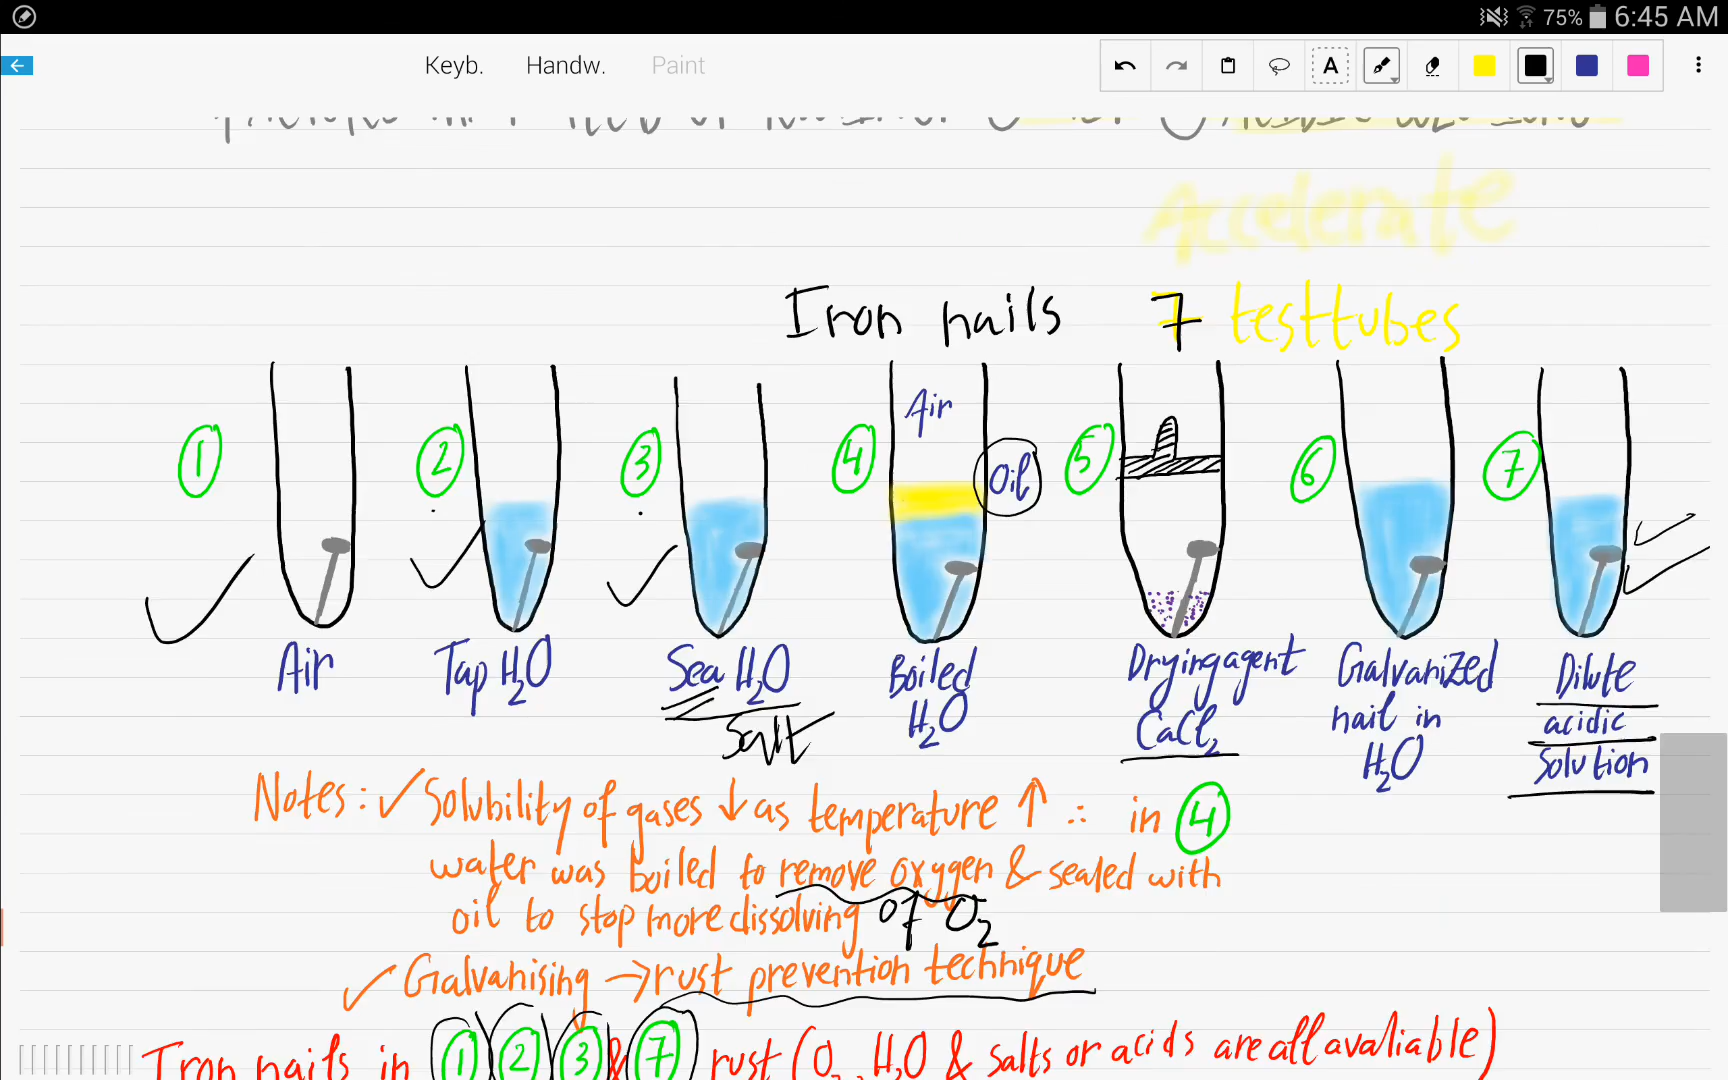 75% 6:45 AM
Keyb. Handw. Paint
A
Accelerate
Iron nails 7 testtubes
1 2 3 4 Air Oil 5 6 7
Air Tap H2O Sea H2O Boiled H2O Drying agent CaCl2 Galvanized nail in H2O Dilute acidic solution
Salt
Notes: ✓ Solubility of gases ↓ as temperature ↑ ∴ in 4
water was boiled to remove oxygen & sealed with
oil to stop more dissolving of O2
✓ Galvanising → rust prevention technique
Iron nails in 1 2 3 & 7 rust (O2, H2O & salts or acids are all avaliable)